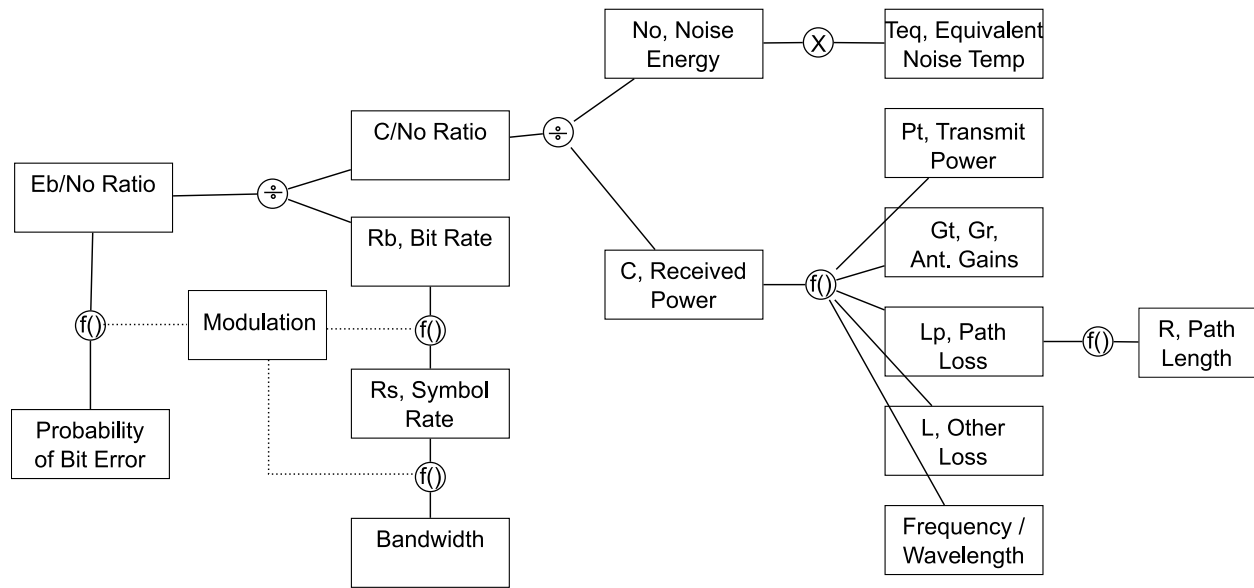 No, Noise
Energy
X
Teq, Equivalent
Noise Temp
C/No Ratio
÷
Pt, Transmit
Power
Eb/No Ratio
÷
Rb, Bit Rate
Gt, Gr,
Ant. Gains
C, Received
Power
f()
f()
Modulation
f()
Lp, Path
Loss
f()
R, Path
Length
Rs, Symbol
Rate
Probability
of Bit Error
L, Other
Loss
f()
Bandwidth
Frequency /
Wavelength